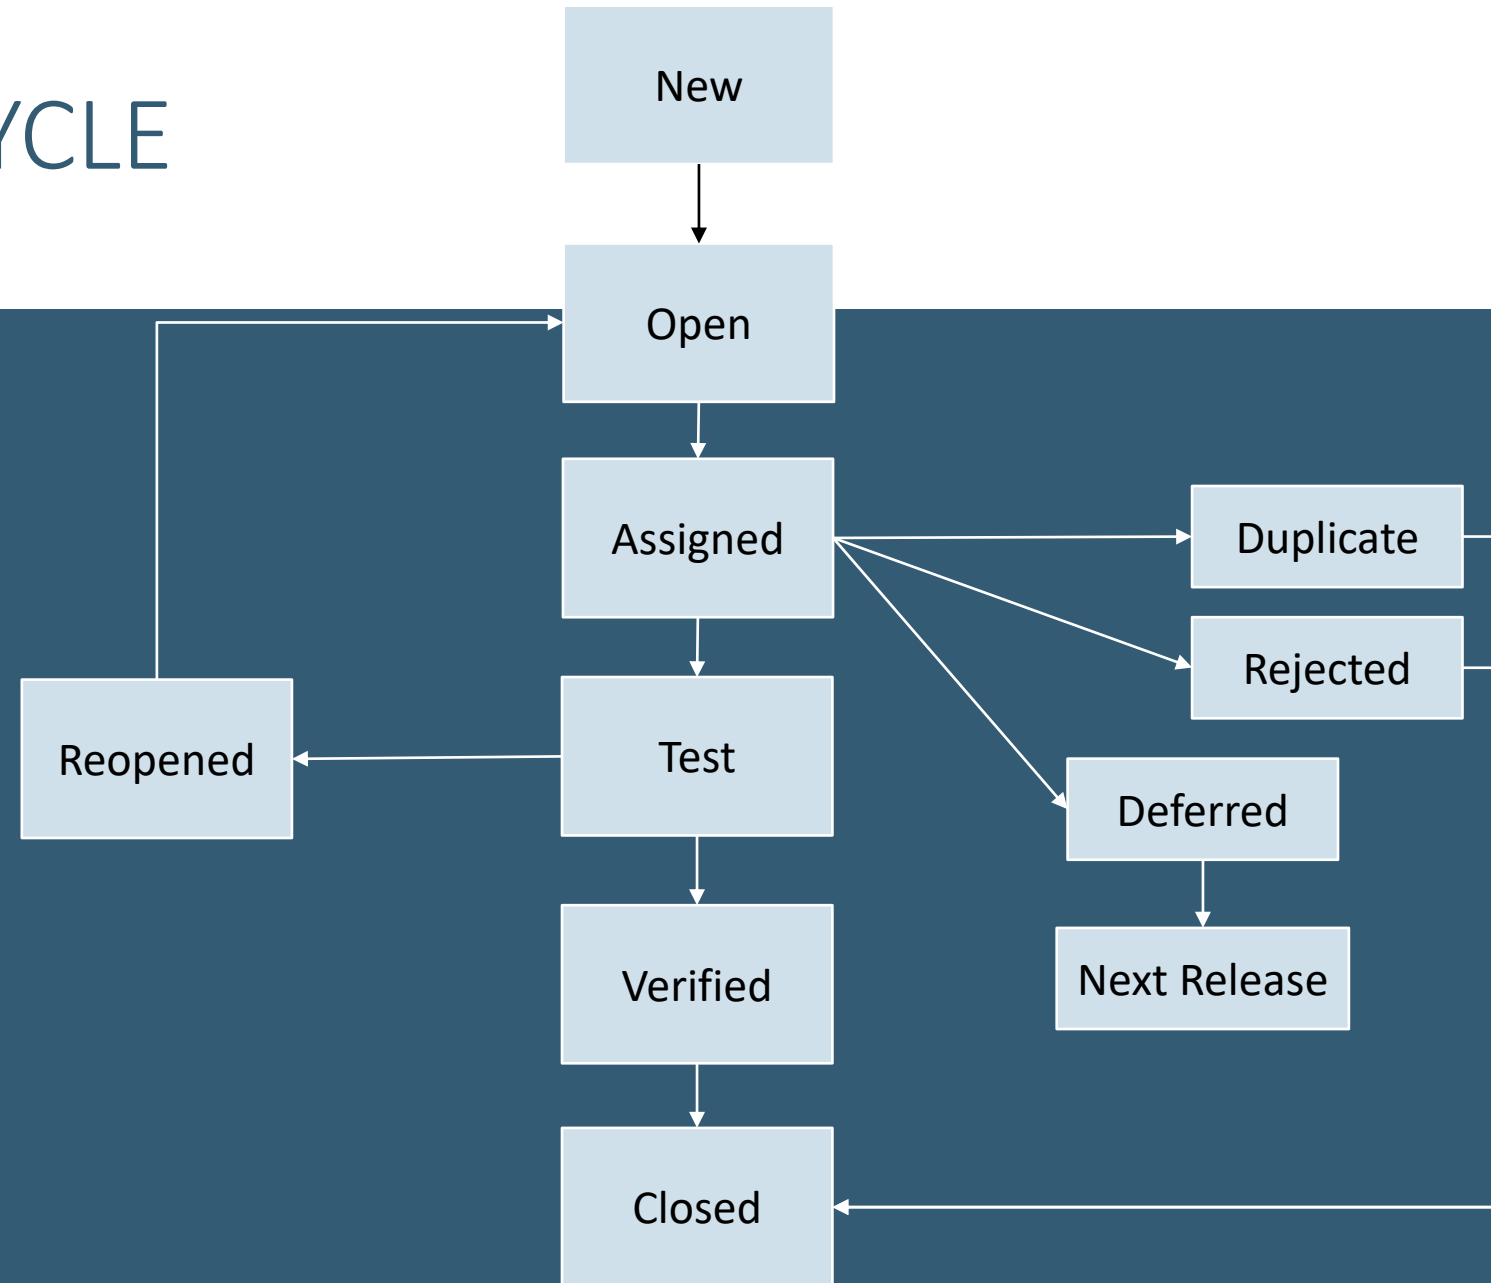 YCLE
New
Open
Assigned
Duplicate
Rejected
Reopened
Test
Deferred
Verified
Next Release
Closed